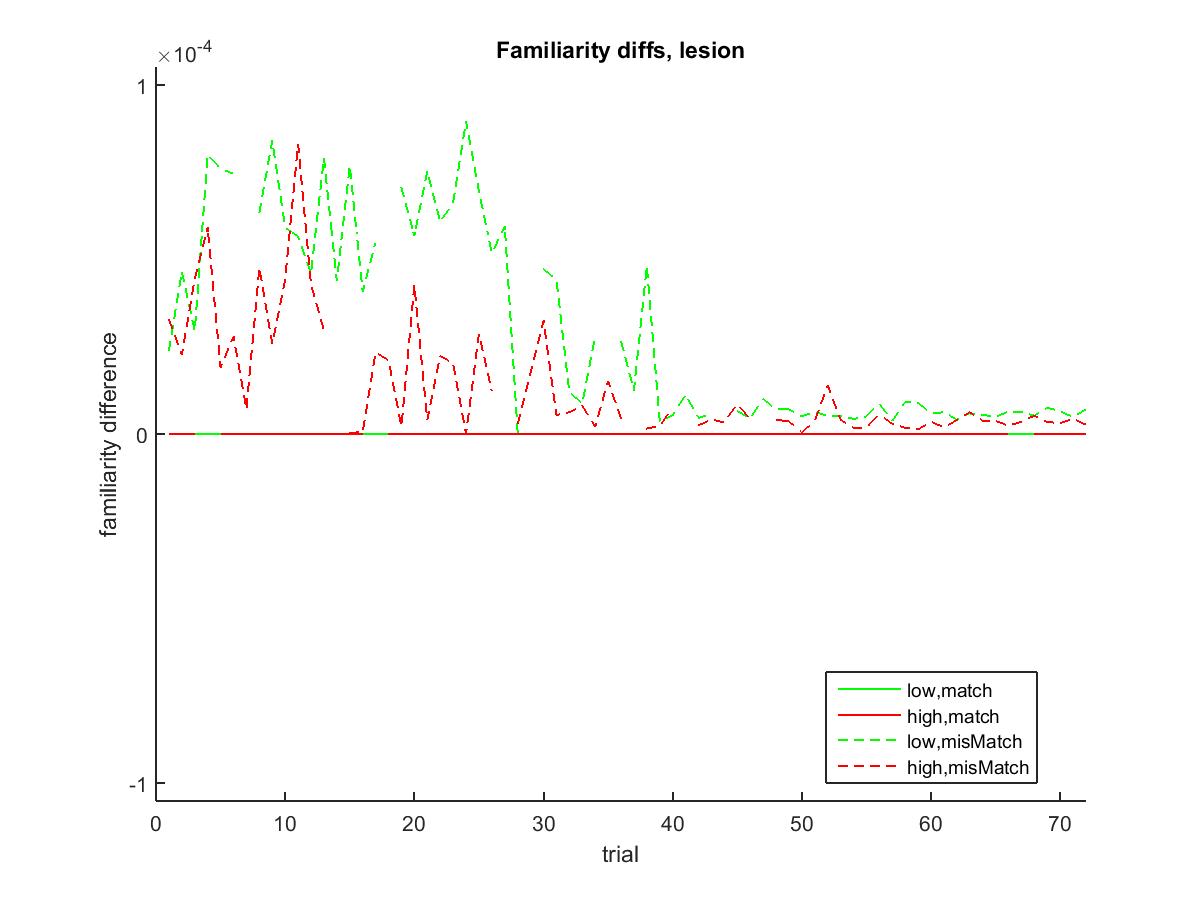 Familiarity diffs, lesion
×10-4
1
0
-1
familiarity difference
0 10 20 30 40 50 60 70
trial
low,match
high,match
low,misMatch
high,misMatch